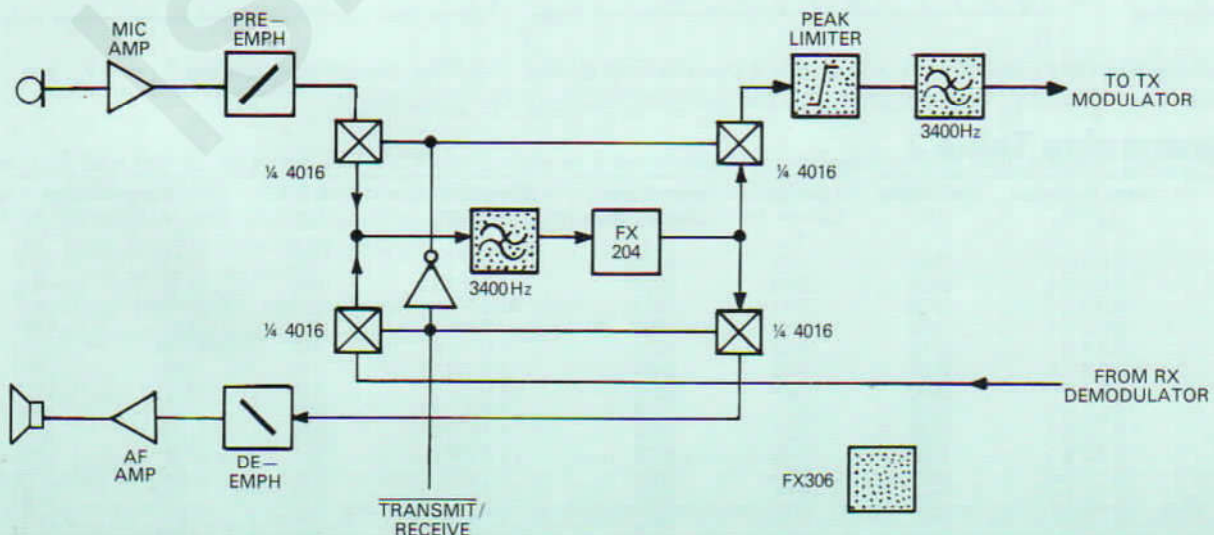 MIC
AMP
PRE—
EMPH
PEAK
LIMITER
TO TX
MODULATOR
3400Hz
¼ 4016
¼ 4016
FX
204
3400Hz
¼ 4016
¼ 4016
FROM RX
DEMODULATOR
AF
AMP
DE—
EMPH
FX306
TRANSMIT/
RECEIVE